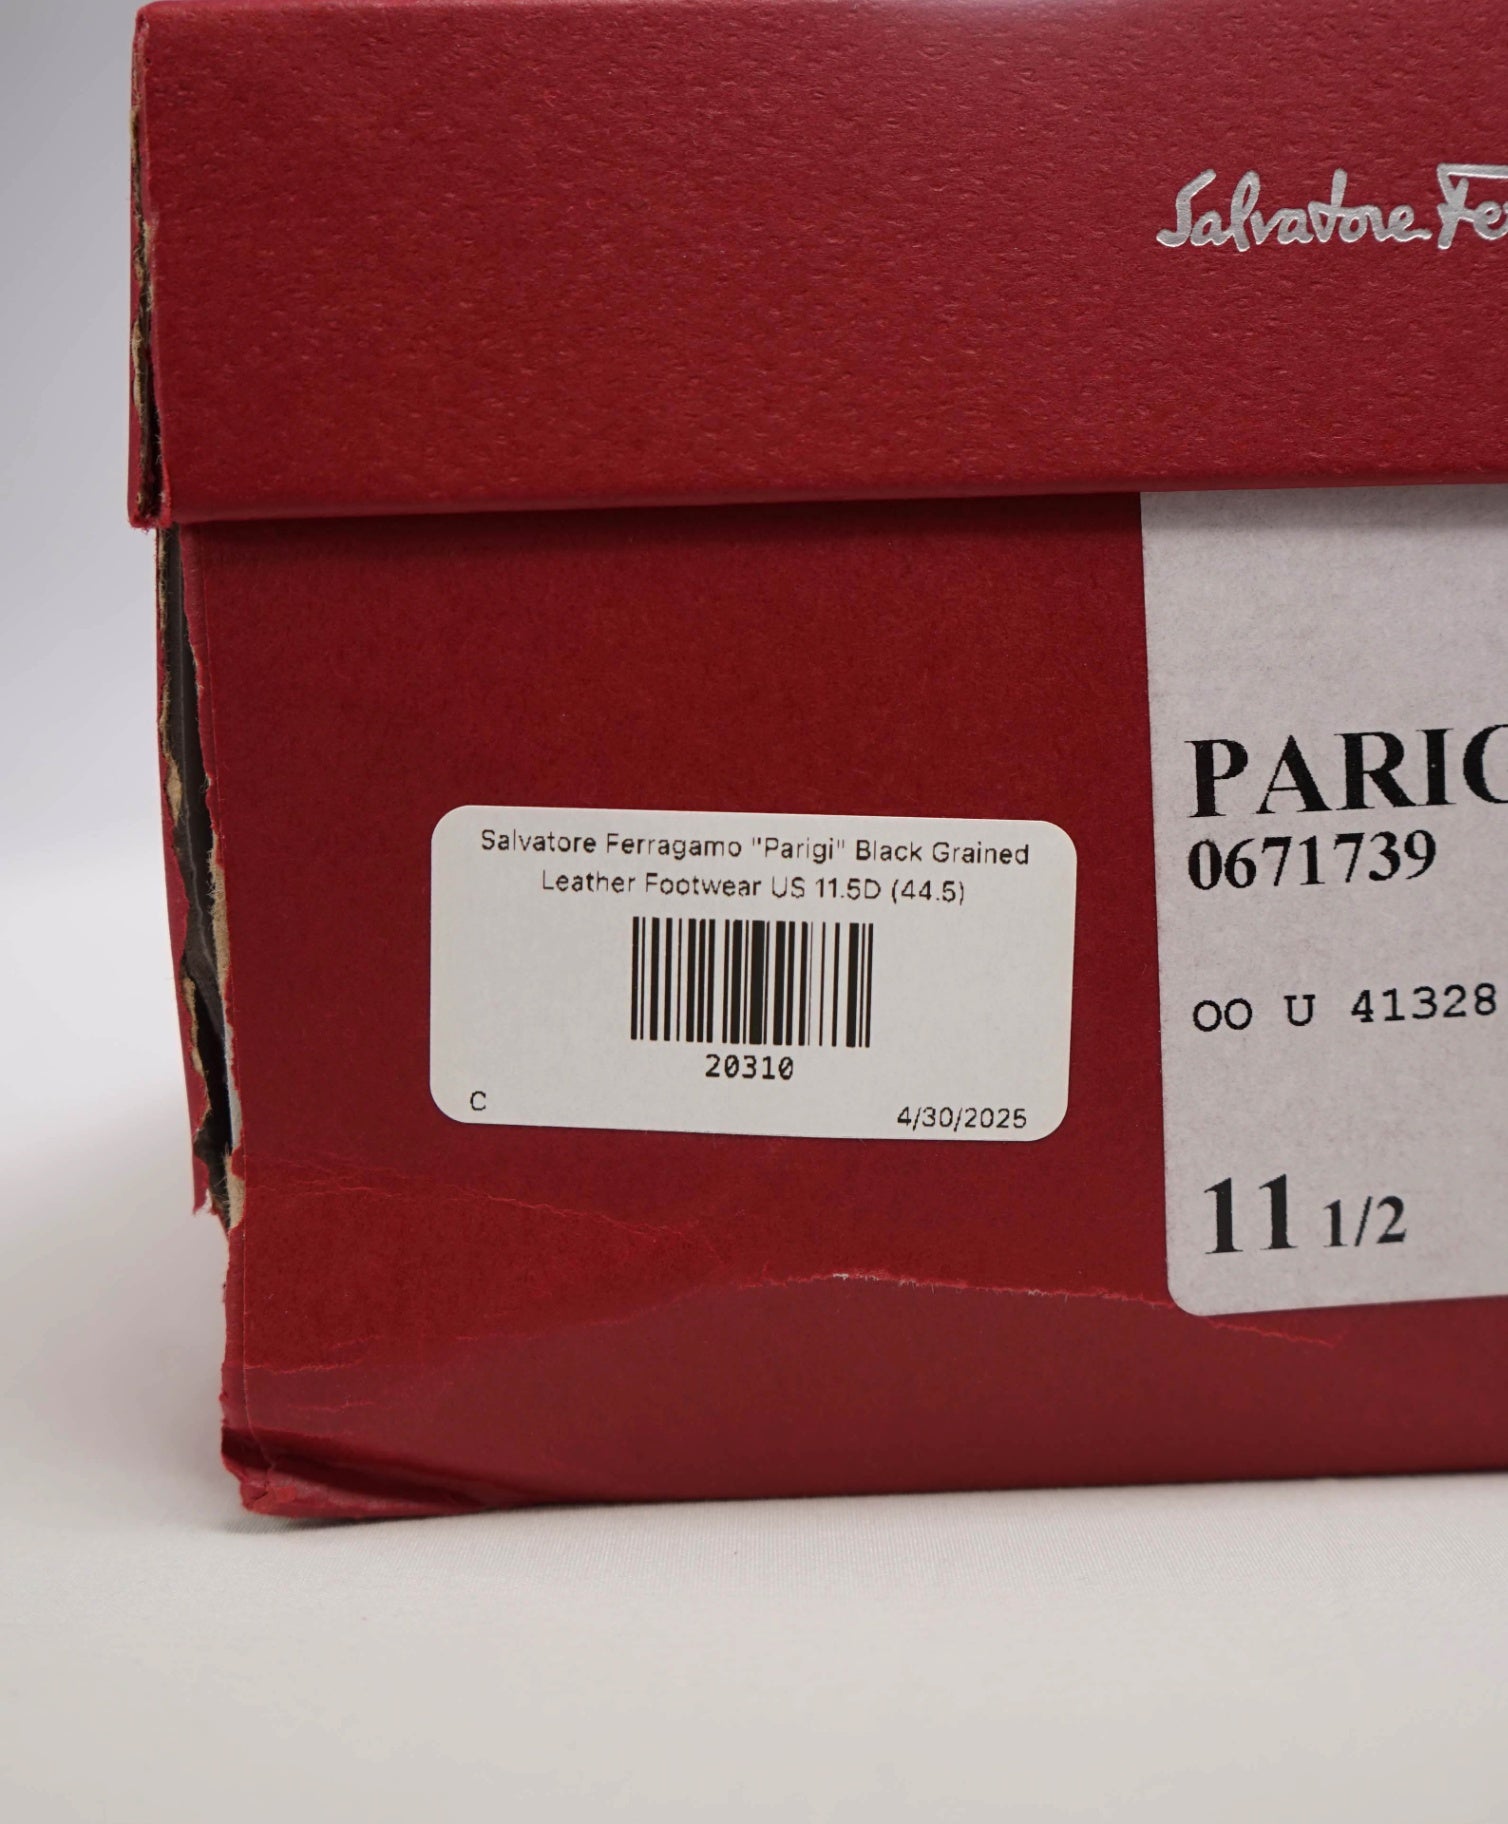 Salvatore Fe
Salvatore Ferragamo "Parigi" Black Grained
Leather Footwear US 11.5D (44.5)
20310
C
4/30/2025
PARIG
0671739
OO U 41328
11 1/2